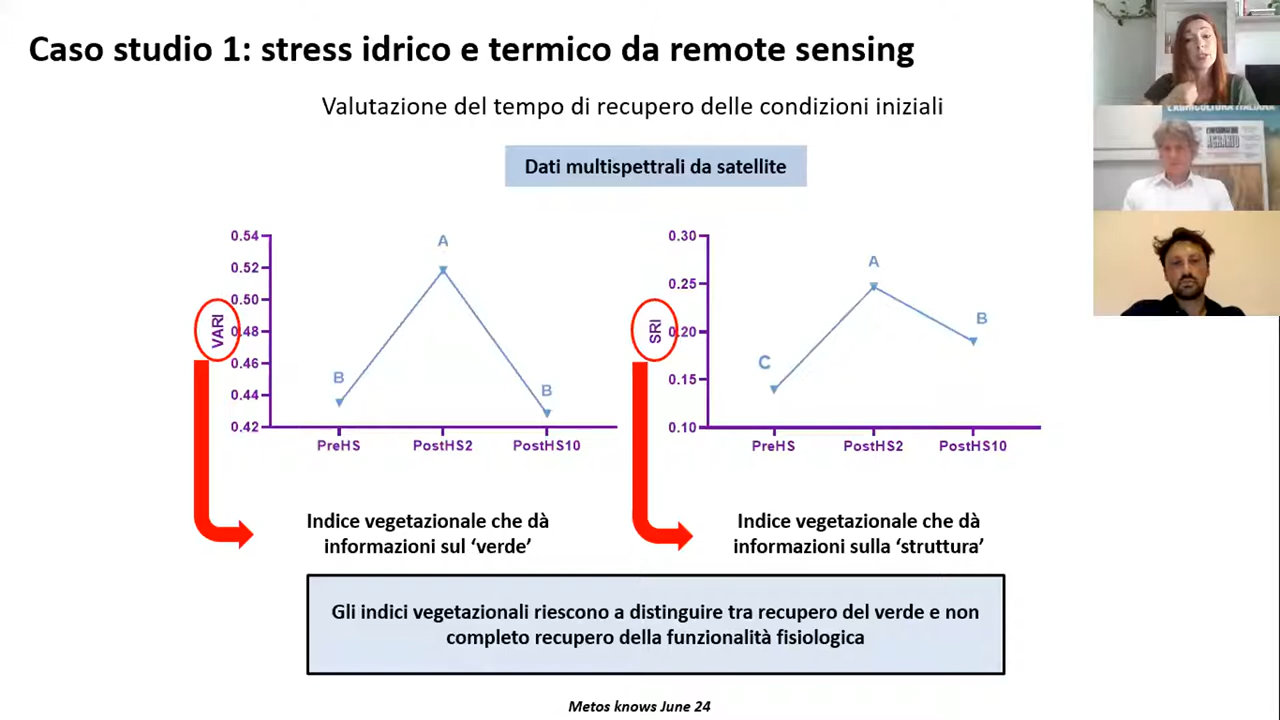 Caso studio 1: stress idrico e termico da remote sensing
Valutazione del tempo di recupero delle condizioni iniziali
Dati multispettrali da satellite
0.54
0.52
0.50
0.48
0.46
0.44
0.42
VARI
A
B
B
PreHS
PostHS2
PostHS10
0.30
0.25
0.20
0.15
0.10
SRI
A
B
C
PreHS
PostHS2
PostHS10
Indice vegetazionale che dà
informazioni sul ‘verde’
Indice vegetazionale che dà
informazioni sulla ‘struttura’
Gli indici vegetazionali riescono a distinguire tra recupero del verde e non
completo recupero della funzionalità fisiologica
Metos knows June 24